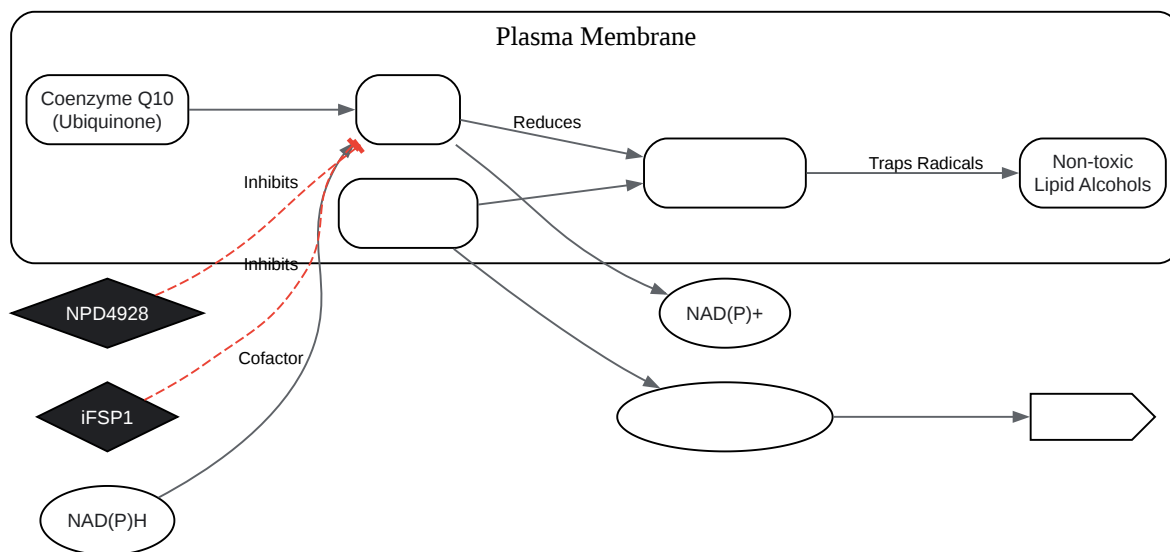 Plasma Membrane
Coenzyme Q10
(Ubiquinone)
Reduces
Traps Radicals
Non-toxic
Lipid Alcohols
Inhibits
Inhibits
NPD4928
NAD(P)+
Cofactor
iFSP1
NAD(P)H